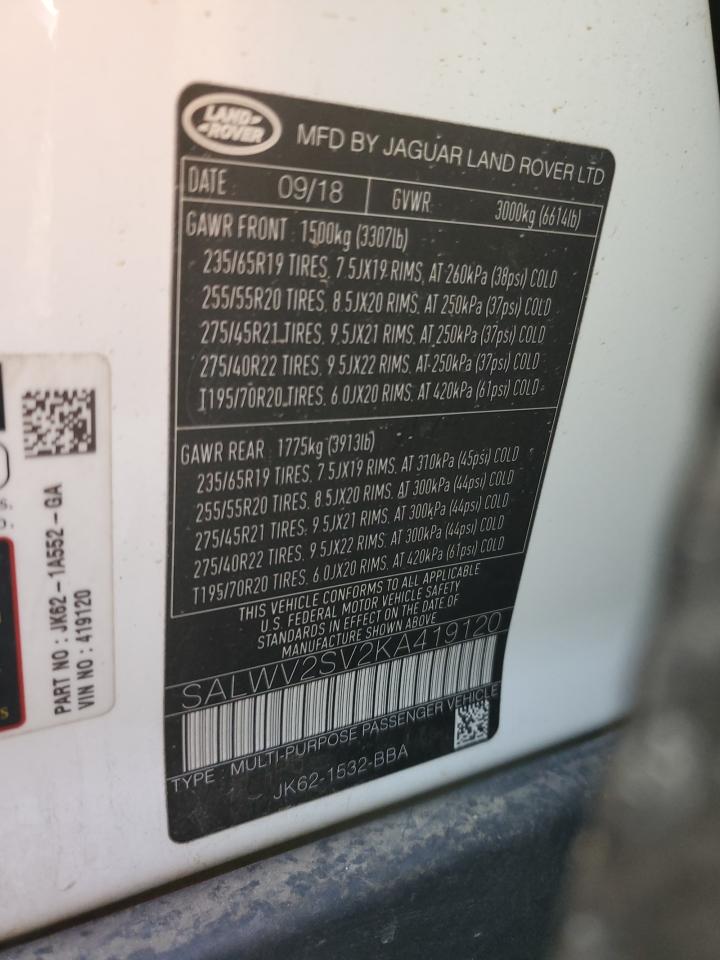 LAND-
-ROVER
MFD BY JAGUAR LAND ROVER LTD
DATE: 09/18 GVWR 3000kg (6614lb)
GAWR FRONT: 1500kg (3307lb)
235/65R19 TIRES, 7.5JX19 RIMS, AT 260kPa (38psi) COLD
255/55R20 TIRES, 8.5JX20 RIMS, AT 250kPa (37psi) COLD
275/45R21 TIRES, 9.5JX21 RIMS, AT 250kPa (37psi) COLD
275/40R22 TIRES, 9.5JX22 RIMS, AT 250kPa (37psi) COLD
T195/70R20 TIRES, 6.0JX20 RIMS, AT 420kPa (61psi) COLD
GAWR REAR: 1775kg (3913lb)
235/65R19 TIRES, 7.5JX19 RIMS, AT 310kPa (45psi) COLD
255/55R20 TIRES, 8.5JX20 RIMS, AT 300kPa (44psi) COLD
275/45R21 TIRES, 9.5JX21 RIMS, AT 300kPa (44psi) COLD
275/40R22 TIRES, 9.5JX22 RIMS, AT 300kPa (44psi) COLD
T195/70R20 TIRES, 6.0JX20 RIMS, AT 420kPa (61psi) COLD
THIS VEHICLE CONFORMS TO ALL APPLICABLE
U.S. FEDERAL MOTOR VEHICLE SAFETY
STANDARDS IN EFFECT ON THE DATE OF
MANUFACTURE SHOWN ABOVE
SALWV2SV2KA419120
TYPE: MULTI-PURPOSE PASSENGER VEHICLE
JK62-1532-BBA
PART NO : JK62-1A552-GA
VIN NO : 419120